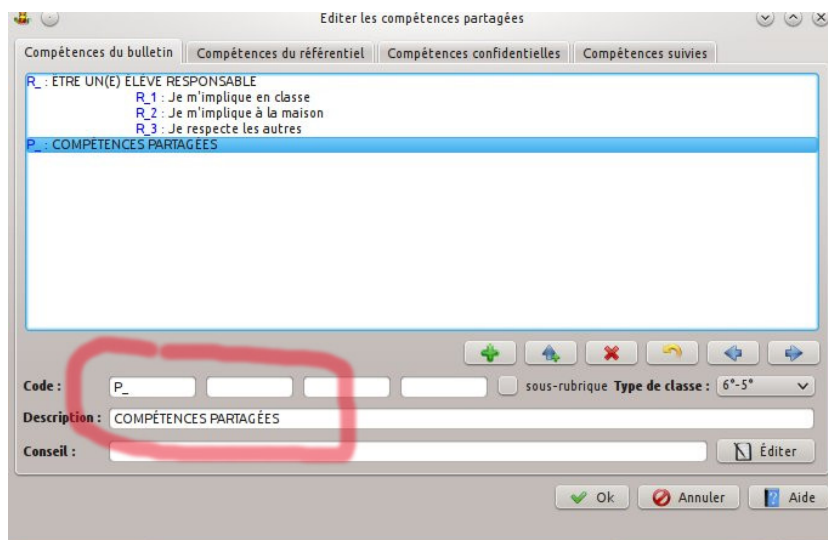 Editer les compétences partagées
Compétences du bulletin Compétences du référentiel Compétences confidentielles Compétences suivies
R_ : ÊTRE UN(E) ÉLÈVE RESPONSABLE
R_1 : Je m'implique en classe
R_2 : Je m'implique à la maison
R_3 : Je respecte les autres
P_ : COMPÉTENCES PARTAGÉES
Code : P_ sous-rubrique Type de classe : 6°-5°
Description : COMPÉTENCES PARTAGÉES
Conseil : Éditer
Ok Annuler Aide